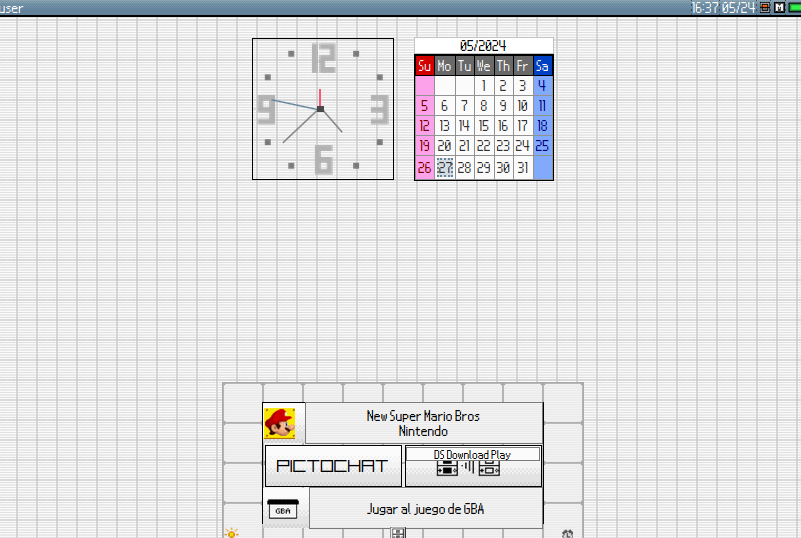 user
16:37 05/24 M
05/2024
12
9 3
6
Su Mo Tu We Th Fr Sa
1 2 3 4
5 6 7 8 9 10 11
12 13 14 15 16 17 18
19 20 21 22 23 24 25
26 27 28 29 30 31
New Super Mario Bros
Nintendo
PICTOCHAT
DS Download Play
GBA
Jugar al juego de GBA